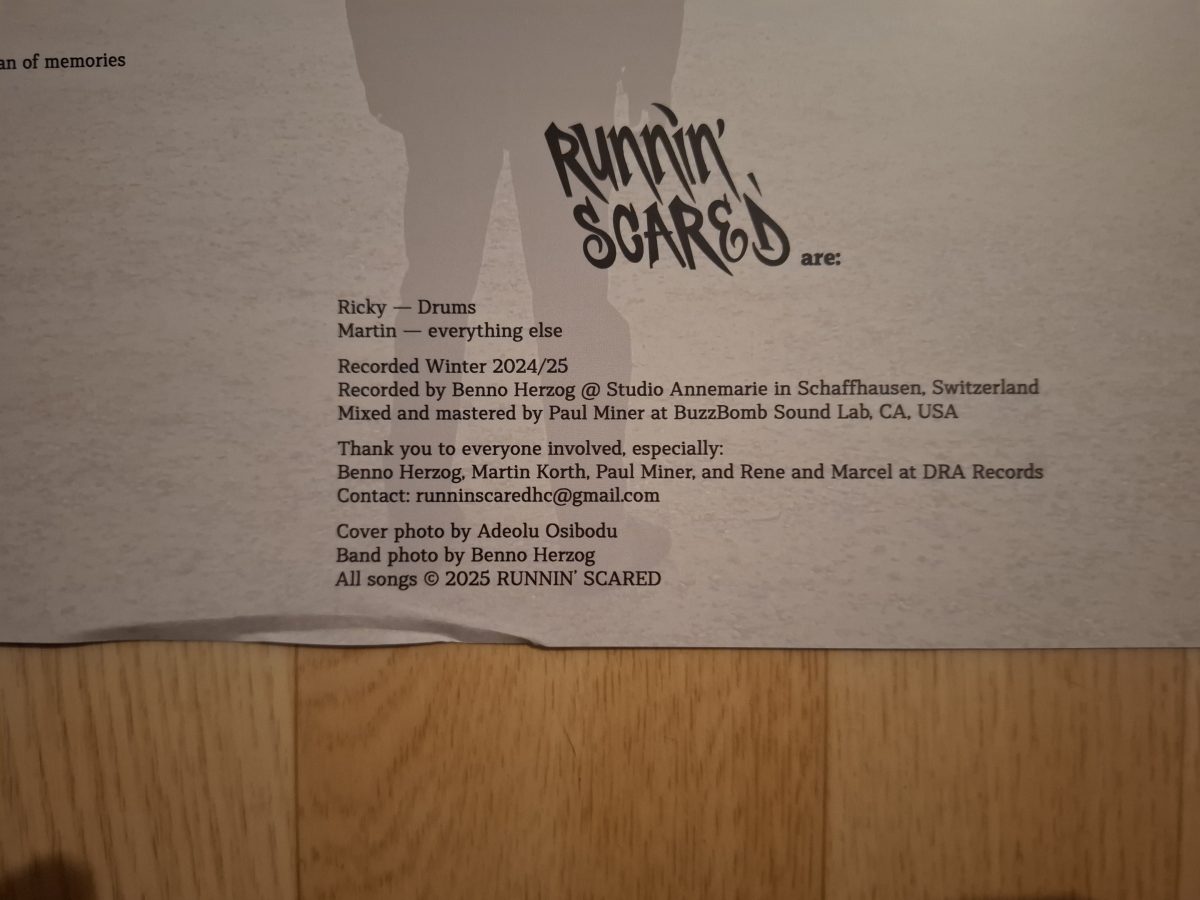 an of memories
RUNNIN'
SCARED are:
Ricky — Drums
Martin — everything else
Recorded Winter 2024/25
Recorded by Benno Herzog @ Studio Annemarie in Schaffhausen, Switzerland
Mixed and mastered by Paul Miner at BuzzBomb Sound Lab, CA, USA
Thank you to everyone involved, especially:
Benno Herzog, Martin Korth, Paul Miner, and Rene and Marcel at DRA Records
Contact: runninscaredhc@gmail.com
Cover photo by Adeolu Osibodu
Band photo by Benno Herzog
All songs © 2025 RUNNIN’ SCARED